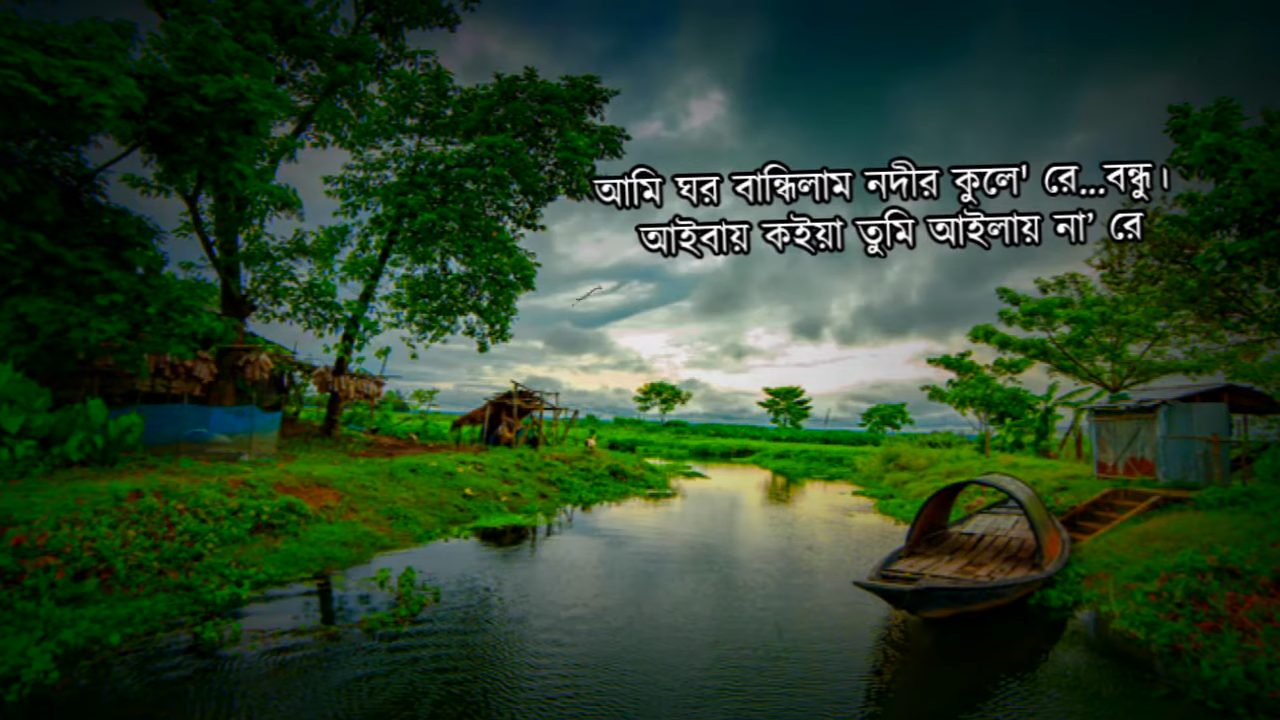 আমি ঘর বান্ধিলাম নদীর কুলে' রে...বন্ধু।
আইবায় কইয়া তুমি আইলায় না’ রে